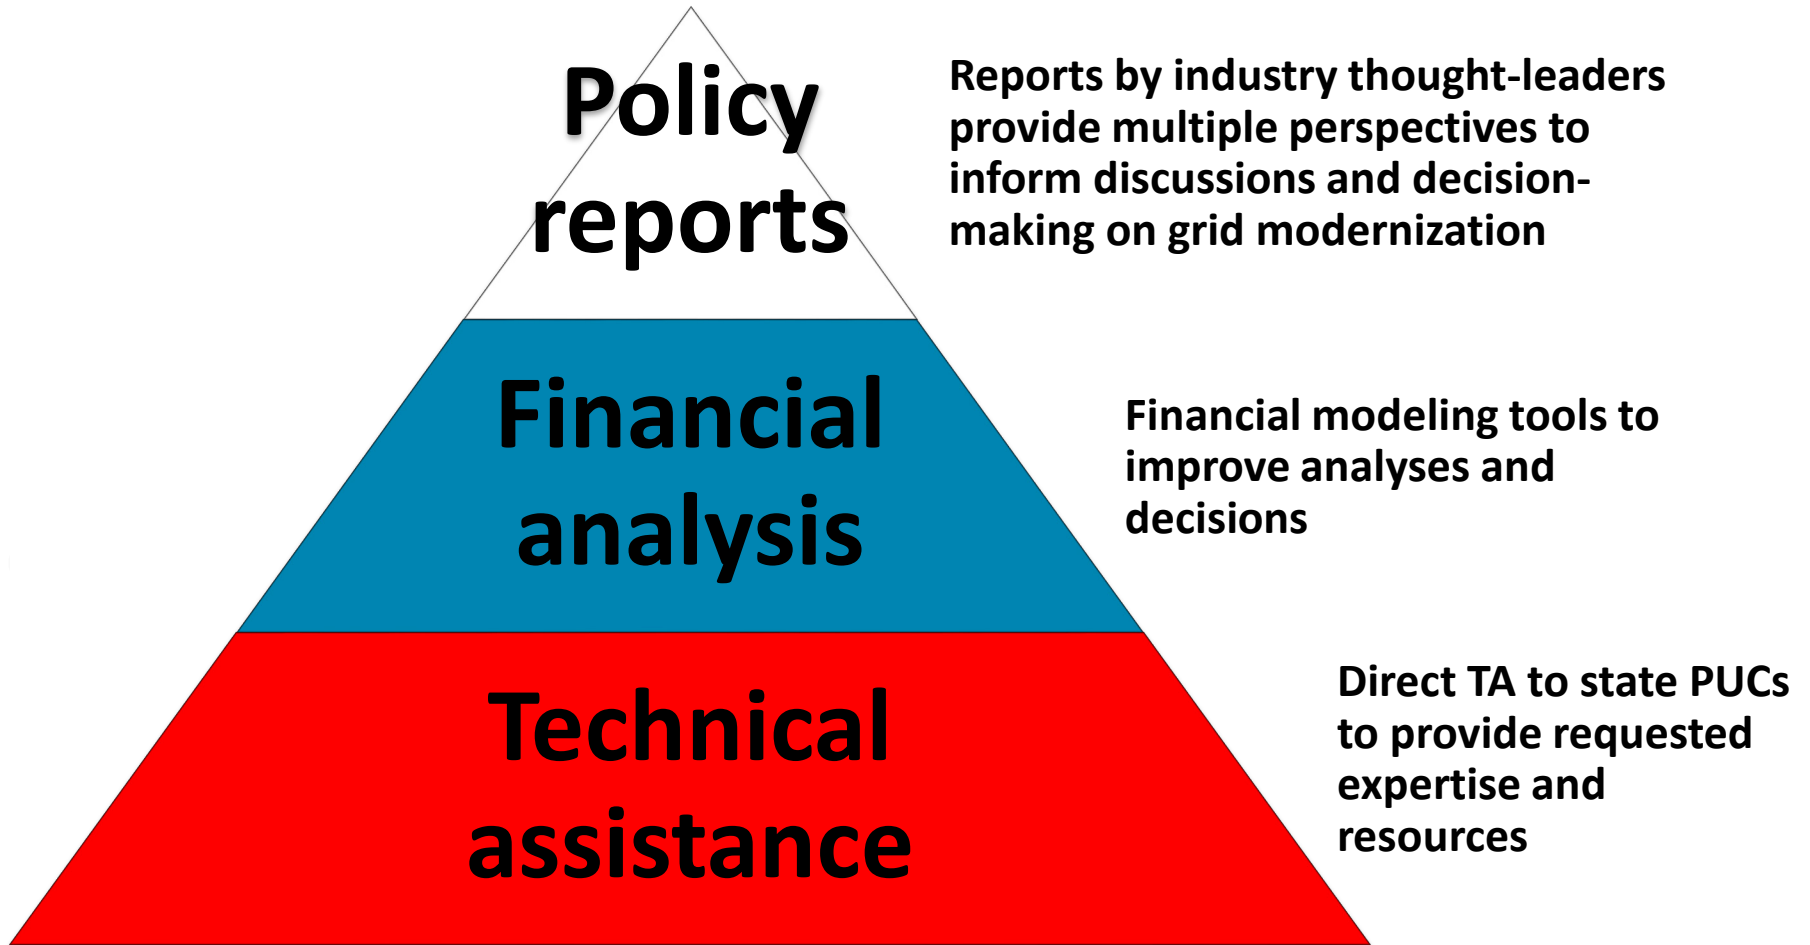 Policy
reports
Reports by industry thought-leaders
provide multiple perspectives to
inform discussions and decision-
making on grid modernization
Financial
analysis
Financial modeling tools to
improve analyses and
decisions
Technical
assistance
Direct TA to state PUCs
to provide requested
expertise and
resources